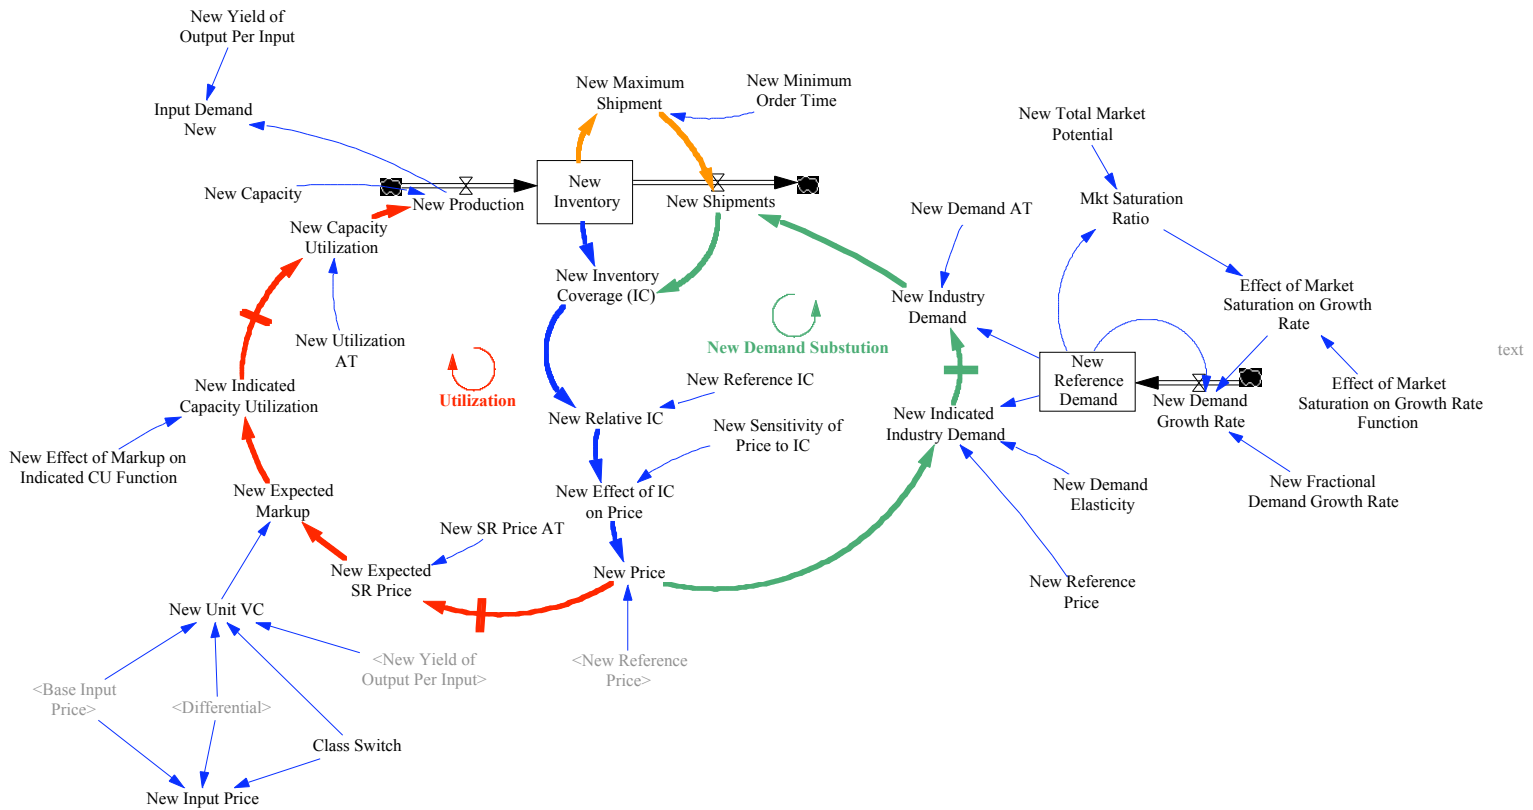 New Yield of
Output Per Input
Input Demand
New
New Maximum
Shipment
New Minimum
Order Time
New Total Market
Potential
New Capacity
New Production
New
Inventory
New Shipments
New Demand AT
Mkt Saturation
Ratio
New Capacity
Utilization
New Inventory
Coverage (IC)
New Industry
Demand
Effect of Market
Saturation on Growth
Rate
New Utilization
AT
New Demand Substution
text
Utilization
New
Reference
Demand
New Demand
Growth Rate
Effect of Market
Saturation on Growth Rate
Function
New Indicated
Capacity Utilization
New Reference IC
New Relative IC
New Sensitivity of
Price to IC
New Indicated
Industry Demand
New Effect of Markup on
Indicated CU Function
New Expected
Markup
New Effect of IC
on Price
New Demand
Elasticity
New Fractional
Demand Growth Rate
New SR Price AT
New Expected
SR Price
New Price
New Reference
Price
New Unit VC
<New Yield of
Output Per Input>
<New Reference
Price>
<Base Input
Price>
<Differential>
Class Switch
New Input Price